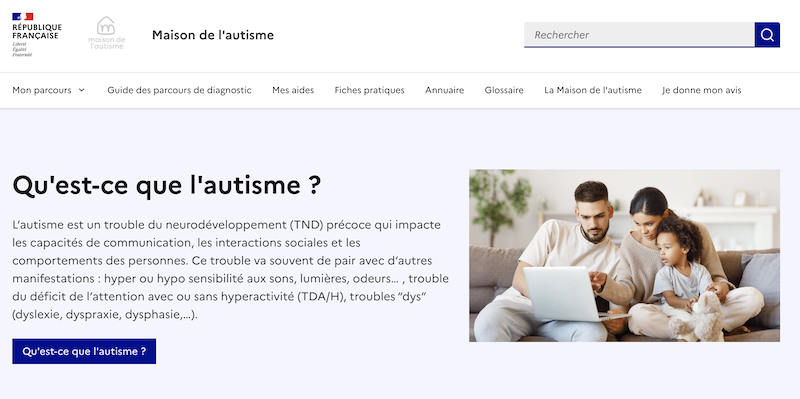 RÉPUBLIQUE
FRANÇAISE
Liberté
Égalité
Fraternité
maison de
l'autisme
Maison de l'autisme
Rechercher
Mon parcours
Guide des parcours de diagnostic
Mes aides
Fiches pratiques
Annuaire
Glossaire
La Maison de l'autisme
Je donne mon avis
Qu'est-ce que l'autisme ?
L’autisme est un trouble du neurodéveloppement (TND) précoce qui impacte
les capacités de communication, les interactions sociales et les
comportements des personnes. Ce trouble va souvent de pair avec d’autres
manifestations : hyper ou hypo sensibilité aux sons, lumières, odeurs... , trouble
du déficit de l’attention avec ou sans hyperactivité (TDA/H), troubles “dys“
(dyslexie, dyspraxie, dysphasie,...).
Qu'est-ce que l'autisme ?